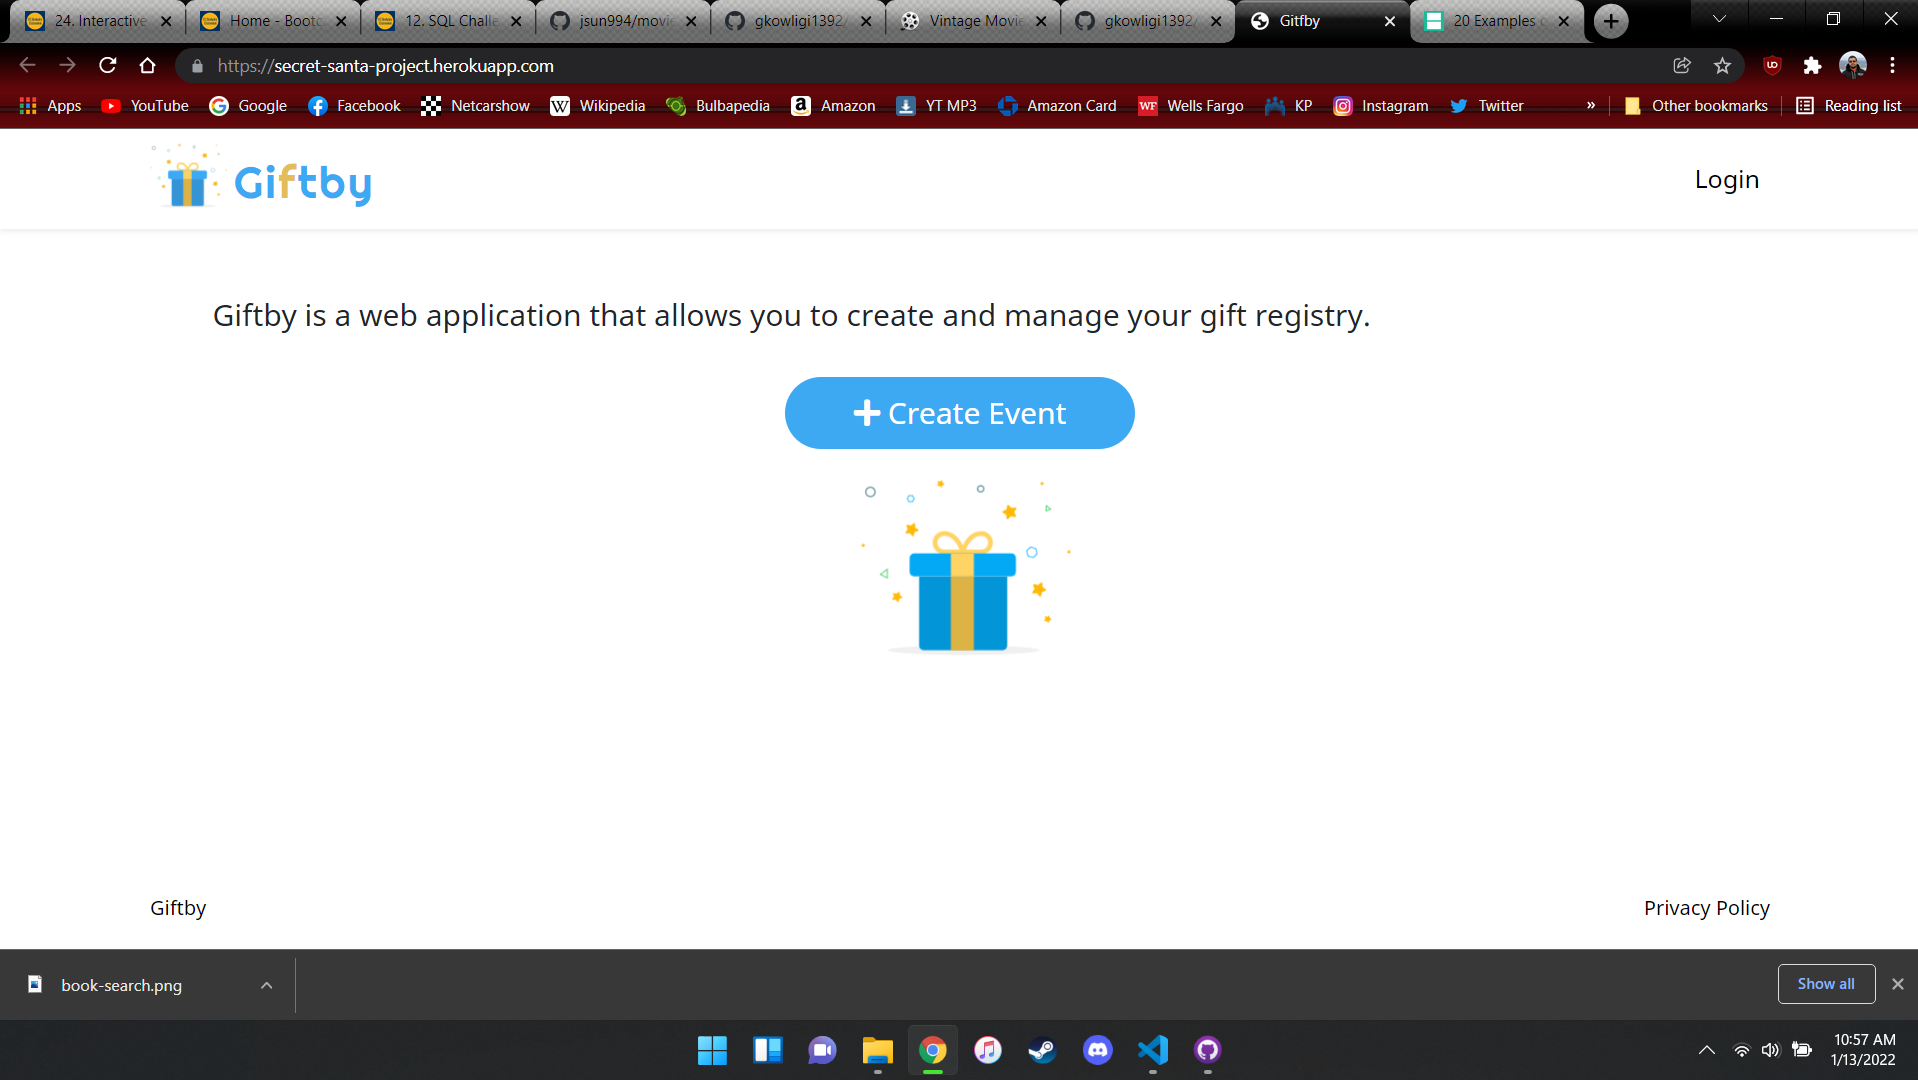 24. Interactive
Home - Bootc
12. SQL Challe
jsun994/movie
gkowligi1392/
Vintage Movie
gkowligi1392/
Gitfby
20 Examples o
https://secret-santa-project.herokuapp.com
Apps
YouTube
Google
Facebook
Netcarshow
Wikipedia
Bulbapedia
Amazon
YT MP3
Amazon Card
Wells Fargo
KP
Instagram
Twitter
»
Other bookmarks
Reading list
Giftby
Login
Giftby is a web application that allows you to create and manage your gift registry.
Create Event
Giftby
Privacy Policy
book-search.png
Show all
10:57 AM
1/13/2022